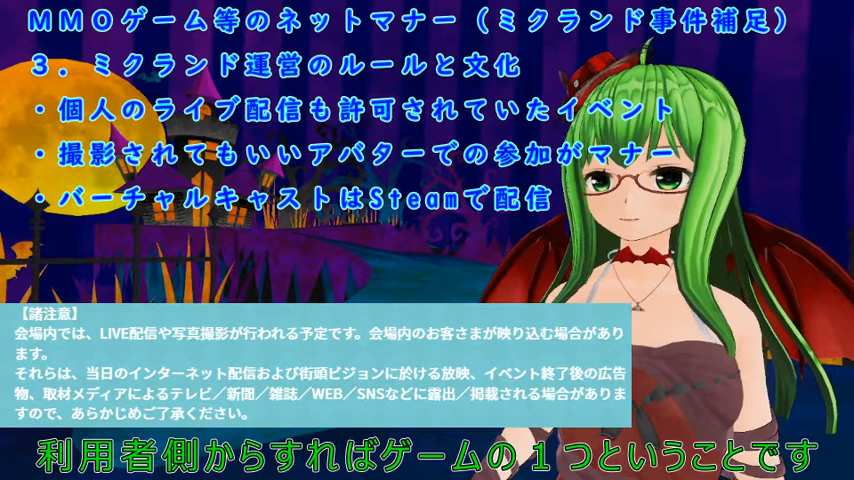 MMOゲーム等のネットマナー（ミクランド事件補足）
３．ミクランド運営のルールと文化
・個人のライブ配信も許可されていたイベント
・撮影されてもいいアバターでの参加がマナー
・バーチャルキャストはSteamで配信
【諸注意】
会場内では、LIVE配信や写真撮影が行われる予定です。会場内のお客さまが映り込む場合があり
ます。
それらは、当日のインターネット配信および街頭ビジョンに於ける放映、イベント終了後の広告
物、取材メディアによるテレビ／新聞／雑誌／WEB／SNSなどに露出／掲載される場合がありま
すので、あらかじめご了承ください。
利用者側からすればゲームの１つということです